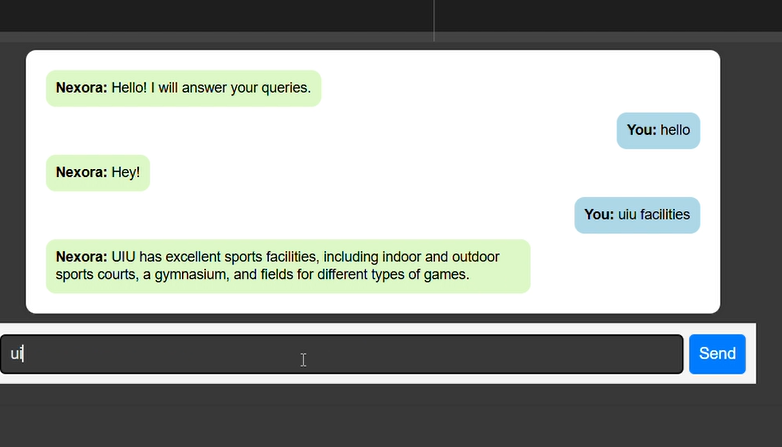 Nexora: Hello! I will answer your queries.
You: hello
Nexora: Hey!
You: uiu facilities
Nexora: UIU has excellent sports facilities, including indoor and outdoor
sports courts, a gymnasium, and fields for different types of games.
ui
Send